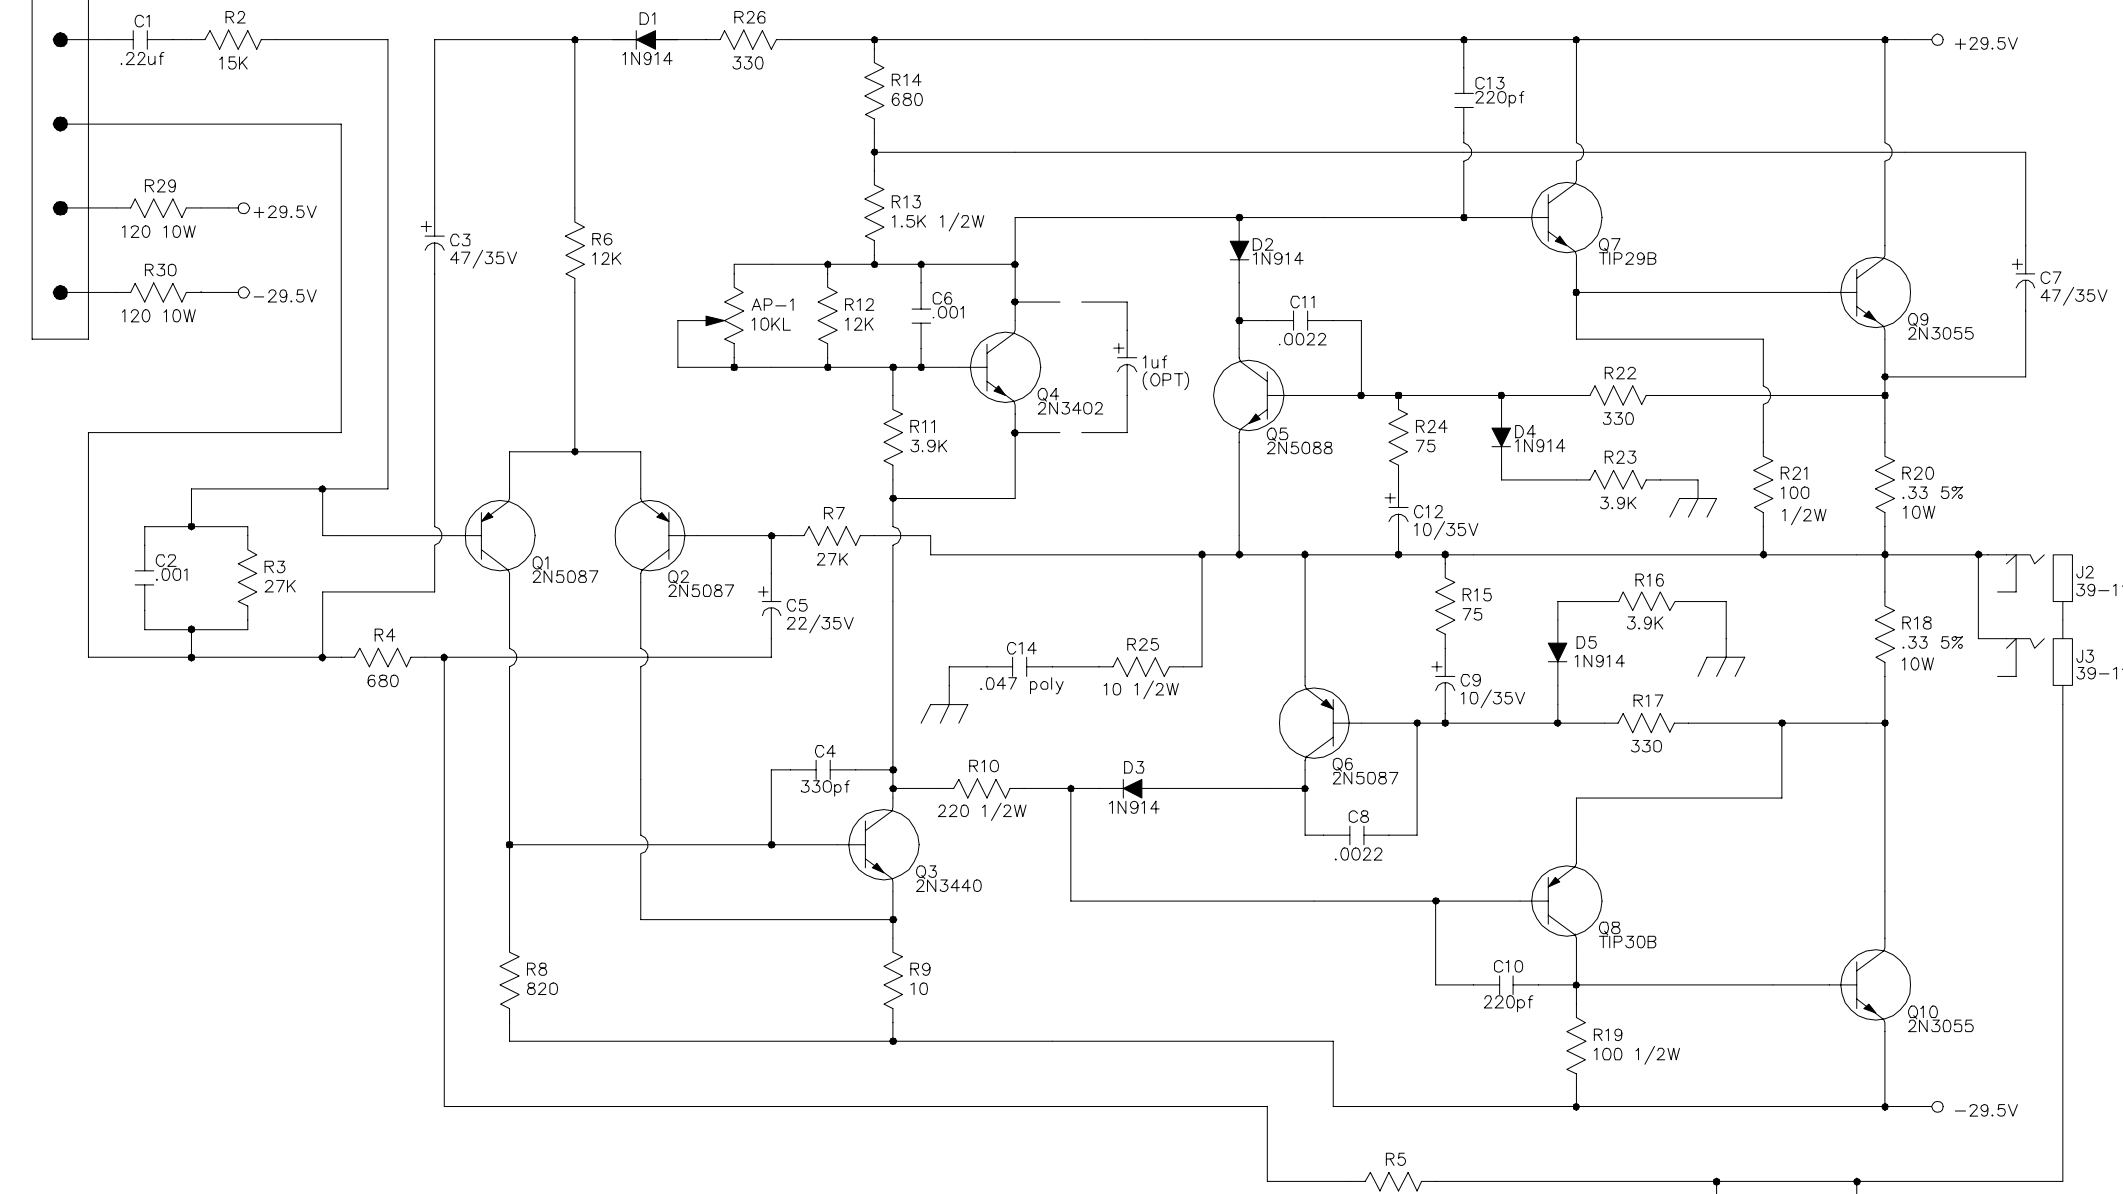 C1
.22uf
R2
15K
D1
1N914
R26
330
+29.5V
R14
680
C13
220pf
R29
120 10W
+29.5V
R30
120 10W
-29.5V
C3
47/35V
R6
12K
R13
1.5K 1/2W
AP-1
10KL
R12
12K
C6
.001
1uf
(OPT)
Q4
2N3402
D2
1N914
C11
.0022
Q7
TIP29B
Q9
2N3055
C7
47/35V
R11
3.9K
Q5
2N5088
R24
75
D4
1N914
R22
330
R23
3.9K
C12
10/35V
R21
100
1/2W
R20
.33 5%
10W
C2
.001
R3
27K
Q1
2N5087
Q2
2N5087
R7
27K
C5
22/35V
R4
680
C14
.047 poly
R25
10 1/2W
R15
75
C9
10/35V
R16
3.9K
D5
1N914
R18
.33 5%
10W
J2
39-1
J3
39-1
R17
330
Q6
2N5087
C4
330pf
R10
220 1/2W
D3
1N914
C8
.0022
Q3
2N3440
Q8
TIP30B
R8
820
R9
10
C10
220pf
Q10
2N3055
R19
100 1/2W
-29.5V
R5